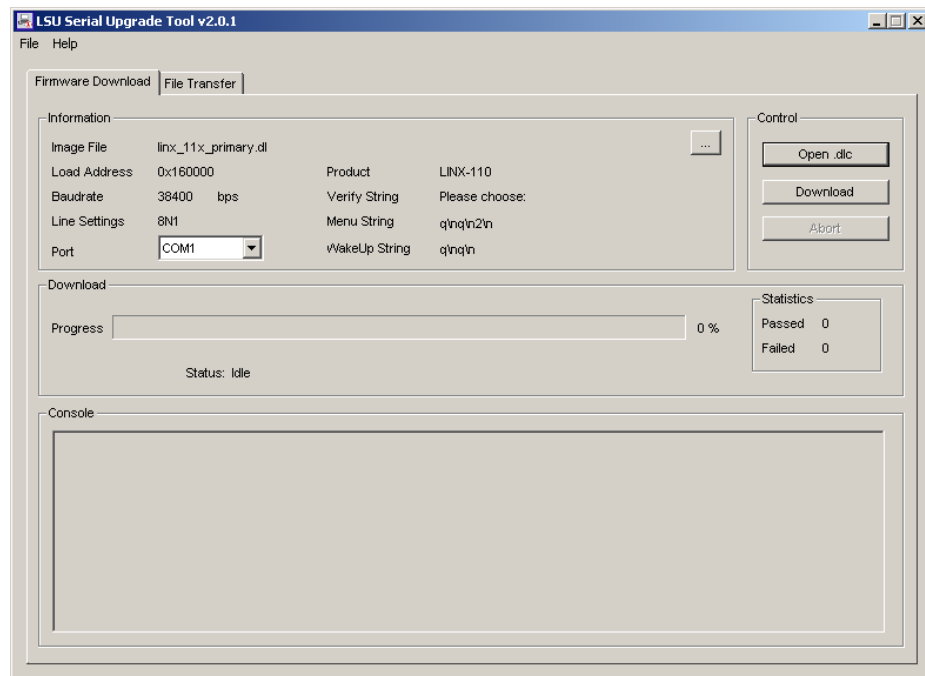 LSU Serial Upgrade Tool v2.0.1
File Help
Firmware Download File Transfer
Information
Image File linx_11x_primary.dl ...
Load Address 0x160000 Product LINX-110
Baudrate 38400 bps Verify String Please choose:
Line Settings 8N1 Menu String q\nq\n2\n
Port COM1 WakeUp String q\nq\n
Control
Open .dlc
Download
Abort
Download
Progress 0 %
Status: Idle
Statistics
Passed 0
Failed 0
Console